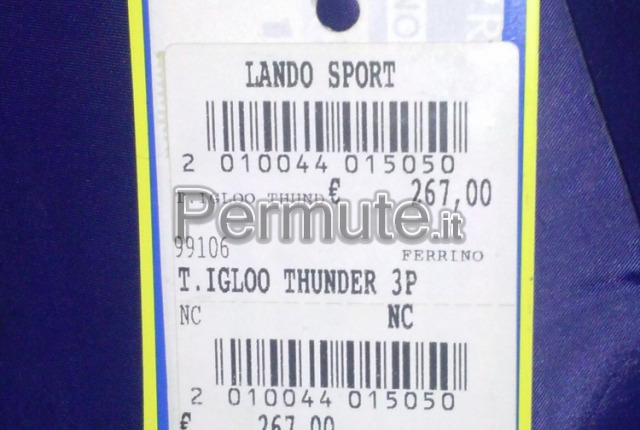 LANDO SPORT
2 010044 015050
T.IGLOO THUND € 267,00
Permute.it
99106 FERRINO
T.IGLOO THUNDER 3P
NC NC
2 010044 015050
€ 267,00